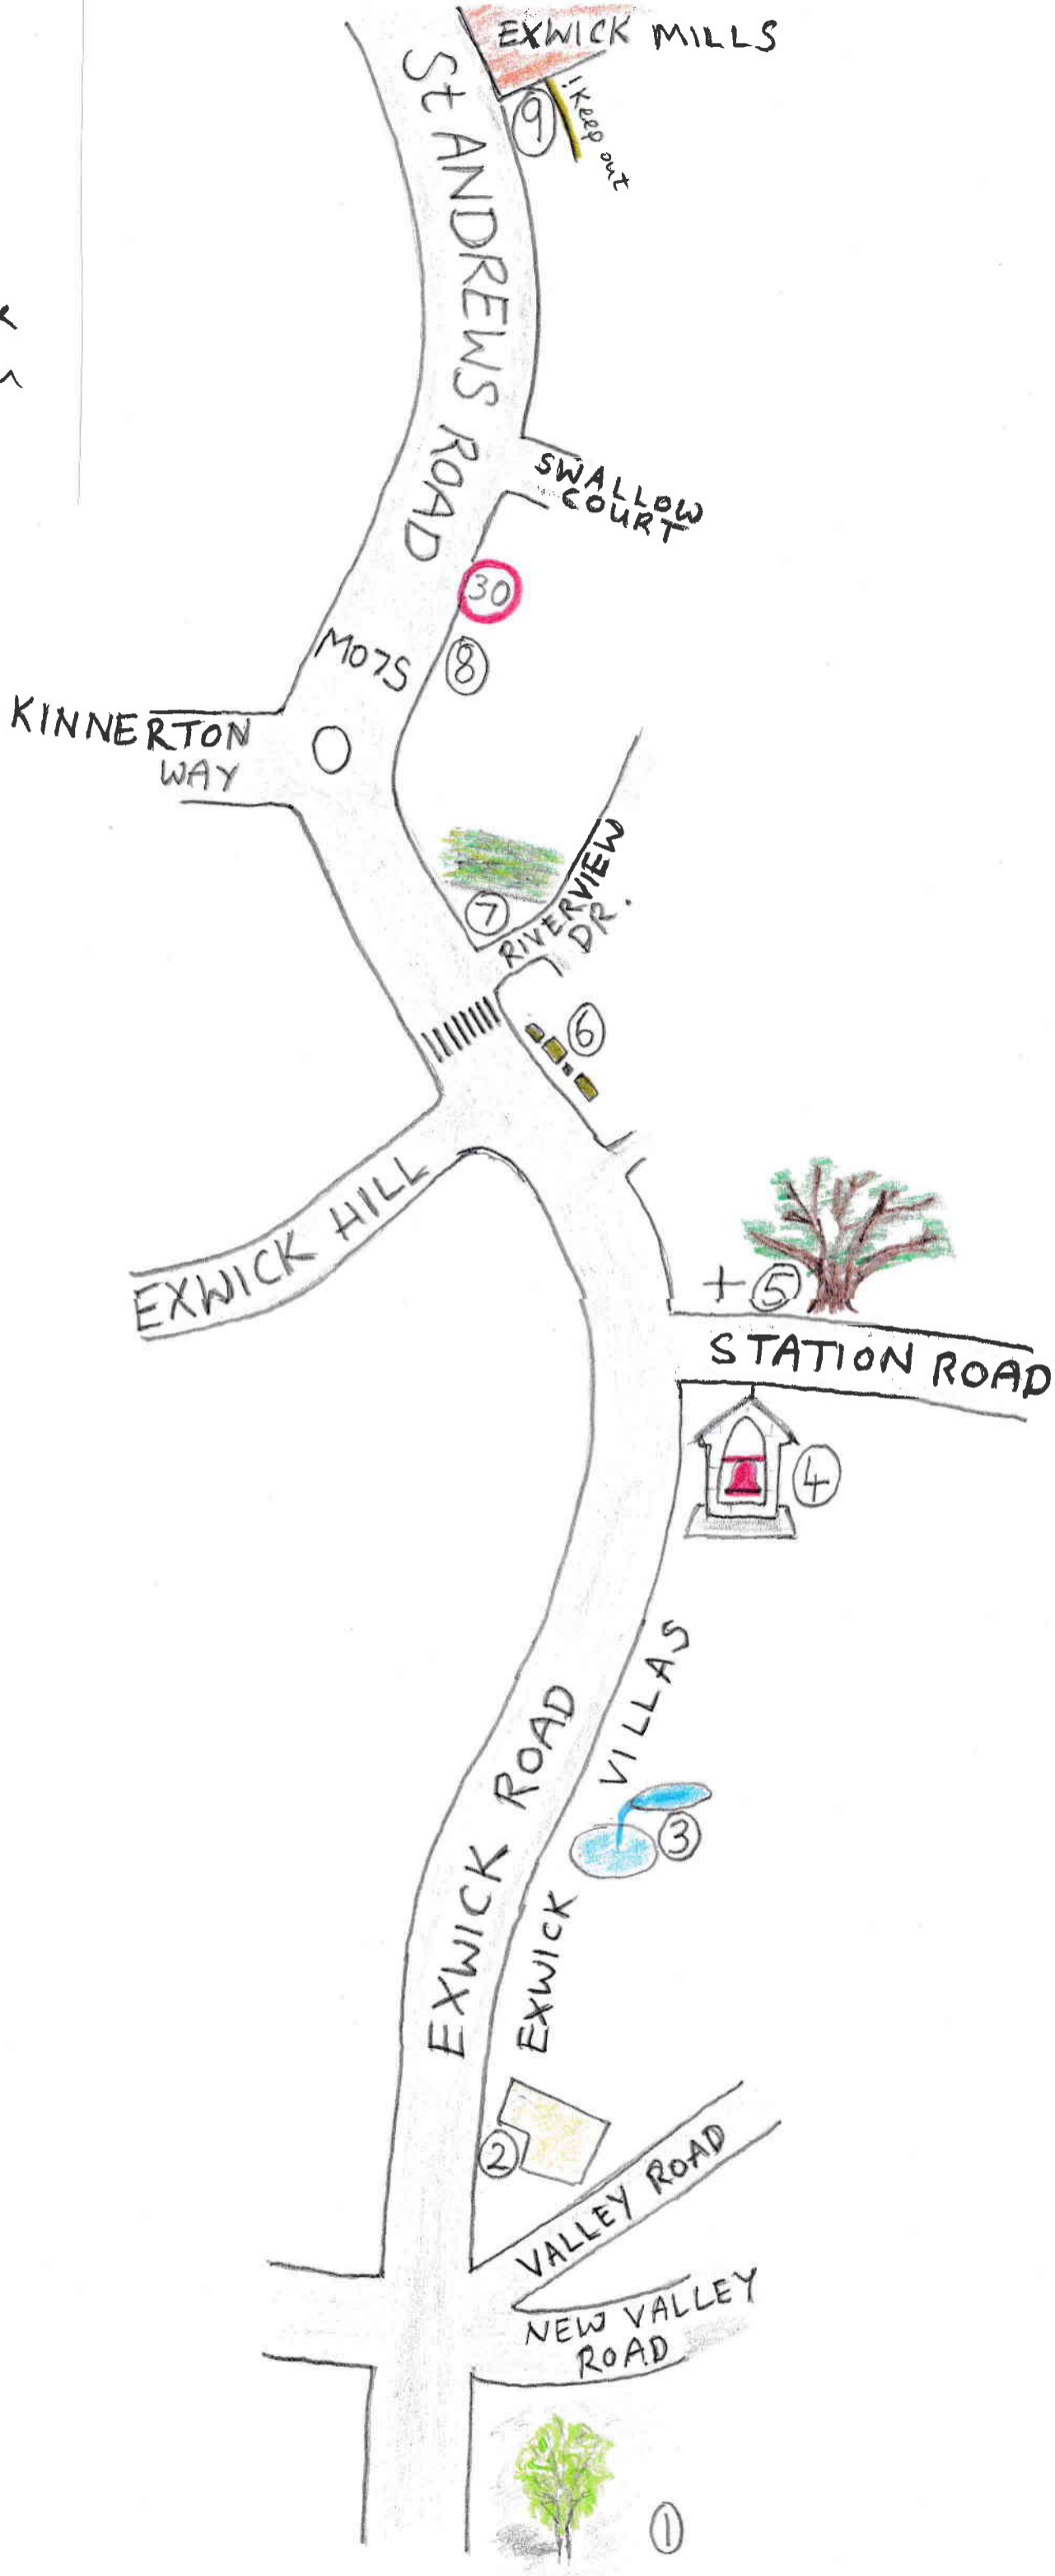 EXWICK MILLS
! Keep out
9
St ANDREWS ROAD
SWALLOW
COURT
30
SLOW
8
KINNERTON
WAY
7
RIVERVIEW
DR.
6
EXWICK HILL
5
STATION ROAD
4
EXWICK VILLAS
3
EXWICK ROAD
2
VALLEY ROAD
NEW VALLEY
ROAD
1